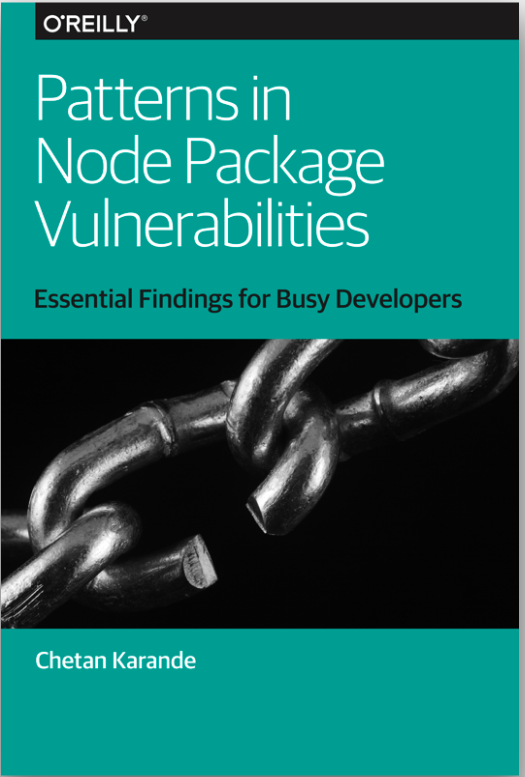 O'REILLY®
Patterns in
Node Package
Vulnerabilities
Essential Findings for Busy Developers
Chetan Karande